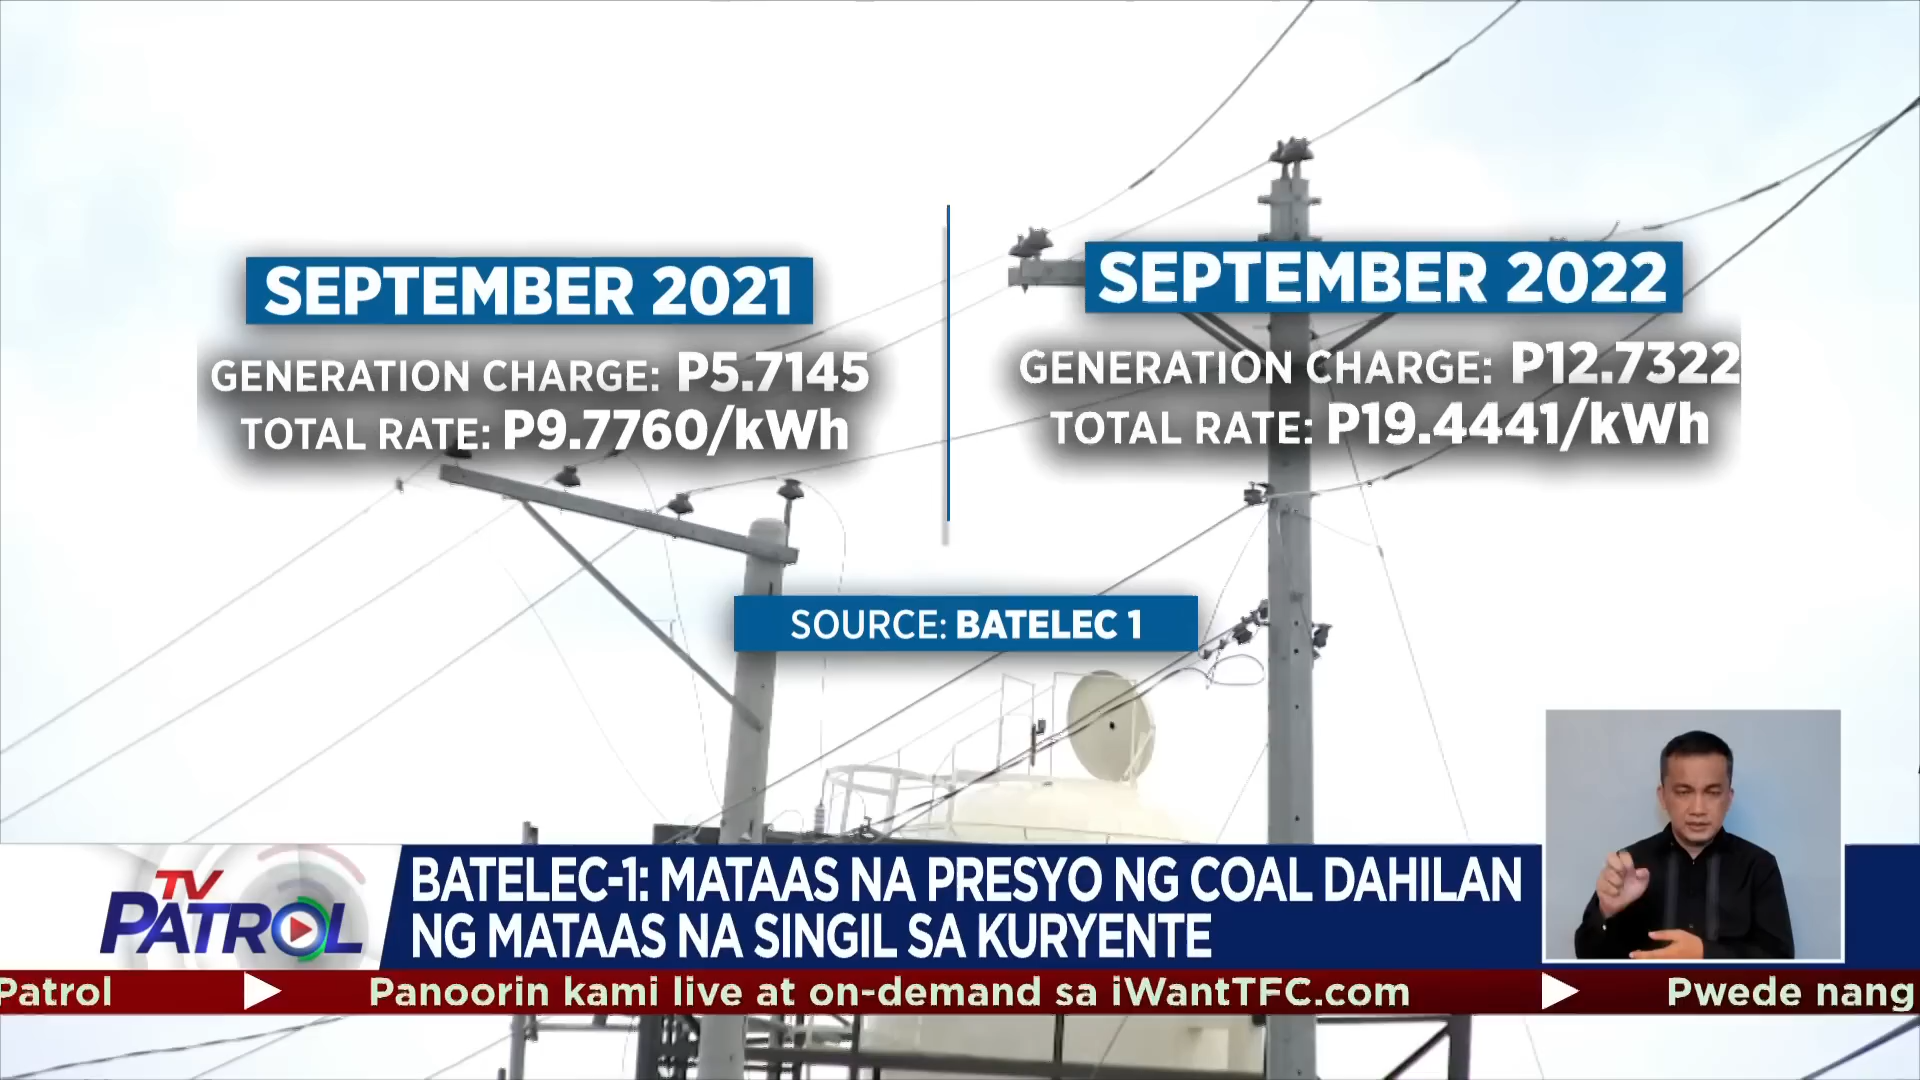 SEPTEMBER 2021
GENERATION CHARGE: P5.7145
TOTAL RATE: P9.7760/kWh
SEPTEMBER 2022
GENERATION CHARGE: P12.7322
TOTAL RATE: P19.4441/kWh
SOURCE: BATELEC 1
TV PATROL
BATELEC-1: MATAAS NA PRESYO NG COAL DAHILAN
NG MATAAS NA SINGIL SA KURYENTE
Patrol Panoorin kami live at on-demand sa iWantTFC.com Pwede nang